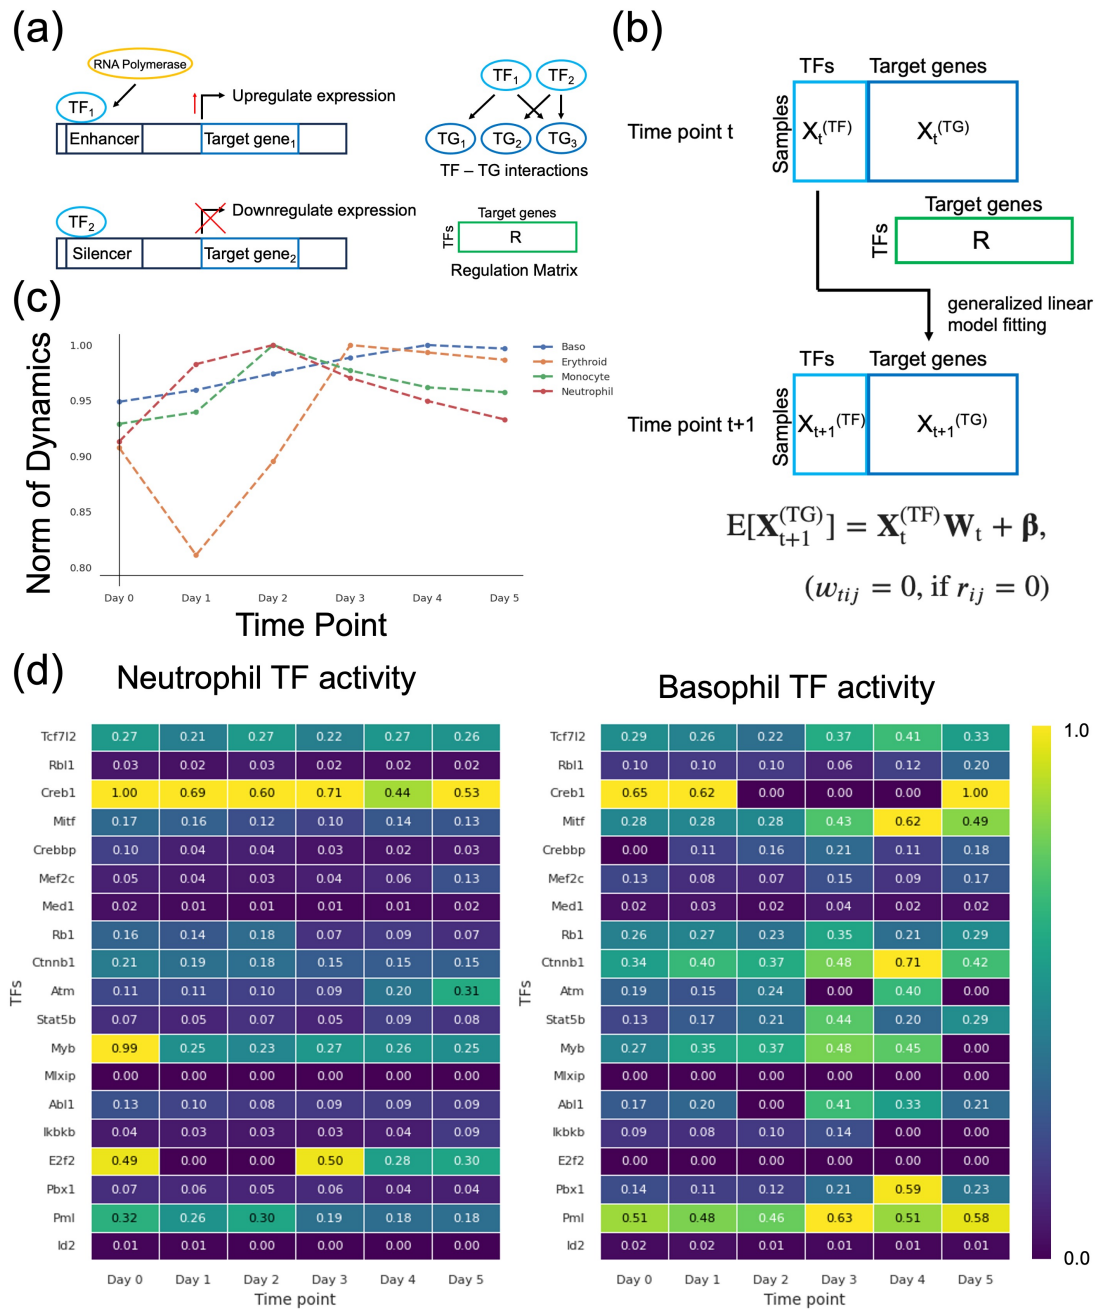 (a)
RNA Polymerase
TF1
Upregulate expression
Enhancer
Target gene1
TF2
Downregulate expression
Silencer
Target gene2
TF1 TF2
TG1 TG2 TG3
TF – TG interactions
Target genes
TFs
R
Regulation Matrix
(b)
TFs Target genes
Time point t
Samples
Xt(TF) Xt(TG)
Target genes
TFs
R
generalized linear
model fitting
TFs Target genes
Time point t+1
Samples
Xt+1(TF) Xt+1(TG)
E[X(TG)t+1] = X(TF)t Wt + β,
(wtij = 0, if rij = 0)
(c)
Norm of Dynamics
1.00
0.95
0.90
0.85
0.80
Baso
Erythroid
Monocyte
Neutrophil
Day 0 Day 1 Day 2 Day 3 Day 4 Day 5
Time Point
(d)
Neutrophil TF activity
TFs
Tcf7l2 0.27 0.21 0.27 0.22 0.27 0.26
Rbl1 0.03 0.02 0.03 0.02 0.02 0.02
Creb1 1.00 0.69 0.60 0.71 0.44 0.53
Mitf 0.17 0.16 0.12 0.10 0.14 0.13
Crebbp 0.10 0.04 0.04 0.03 0.02 0.03
Mef2c 0.05 0.04 0.03 0.04 0.06 0.13
Med1 0.02 0.01 0.01 0.01 0.01 0.02
Rb1 0.16 0.14 0.18 0.07 0.09 0.07
Ctnnb1 0.21 0.19 0.18 0.15 0.15 0.15
Atm 0.11 0.11 0.10 0.09 0.20 0.31
Stat5b 0.07 0.05 0.07 0.05 0.09 0.08
Myb 0.99 0.25 0.23 0.27 0.26 0.25
Mlxip 0.00 0.00 0.00 0.00 0.00 0.00
Abl1 0.13 0.10 0.08 0.09 0.09 0.09
Ikbkb 0.04 0.03 0.03 0.03 0.04 0.09
E2f2 0.49 0.00 0.00 0.50 0.28 0.30
Pbx1 0.07 0.06 0.05 0.06 0.04 0.04
Pml 0.32 0.26 0.30 0.19 0.18 0.18
Id2 0.01 0.01 0.00 0.00 0.00 0.00
Day 0 Day 1 Day 2 Day 3 Day 4 Day 5
Time point
Basophil TF activity
TFs
Tcf7l2 0.29 0.26 0.22 0.37 0.41 0.33
Rbl1 0.10 0.10 0.10 0.06 0.12 0.20
Creb1 0.65 0.62 0.00 0.00 0.00 1.00
Mitf 0.28 0.28 0.28 0.43 0.62 0.49
Crebbp 0.00 0.11 0.16 0.21 0.11 0.18
Mef2c 0.13 0.08 0.07 0.15 0.09 0.17
Med1 0.02 0.03 0.02 0.04 0.02 0.02
Rb1 0.26 0.27 0.23 0.35 0.21 0.29
Ctnnb1 0.34 0.40 0.37 0.48 0.71 0.42
Atm 0.19 0.15 0.24 0.00 0.40 0.00
Stat5b 0.13 0.17 0.21 0.44 0.20 0.29
Myb 0.27 0.35 0.37 0.48 0.45 0.00
Mlxip 0.00 0.00 0.00 0.00 0.00 0.00
Abl1 0.17 0.20 0.00 0.41 0.33 0.21
Ikbkb 0.09 0.08 0.10 0.14 0.00 0.00
E2f2 0.00 0.00 0.00 0.00 0.00 0.00
Pbx1 0.14 0.11 0.12 0.21 0.59 0.23
Pml 0.51 0.48 0.46 0.63 0.51 0.58
Id2 0.02 0.02 0.01 0.01 0.01 0.01
Day 0 Day 1 Day 2 Day 3 Day 4 Day 5
Time point
1.0
0.0